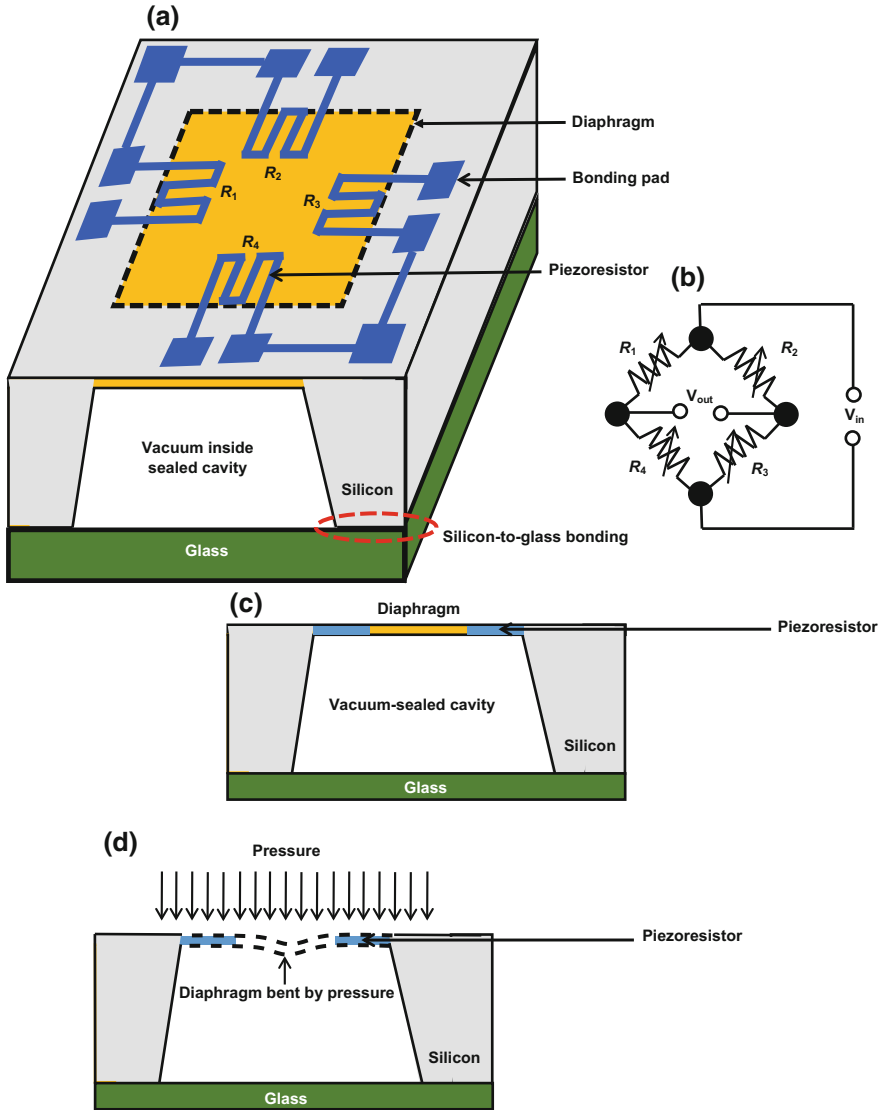 (a)
Diaphragm
Bonding pad
Piezoresistor
R1
R2
R3
R4
Vacuum inside
sealed cavity
Silicon
Glass
Silicon-to-glass bonding
(b)
R1
R2
Vout
Vin
R4
R3
(c)
Diaphragm
Piezoresistor
Vacuum-sealed cavity
Silicon
Glass
(d)
Pressure
Piezoresistor
Diaphragm bent by pressure
Silicon
Glass